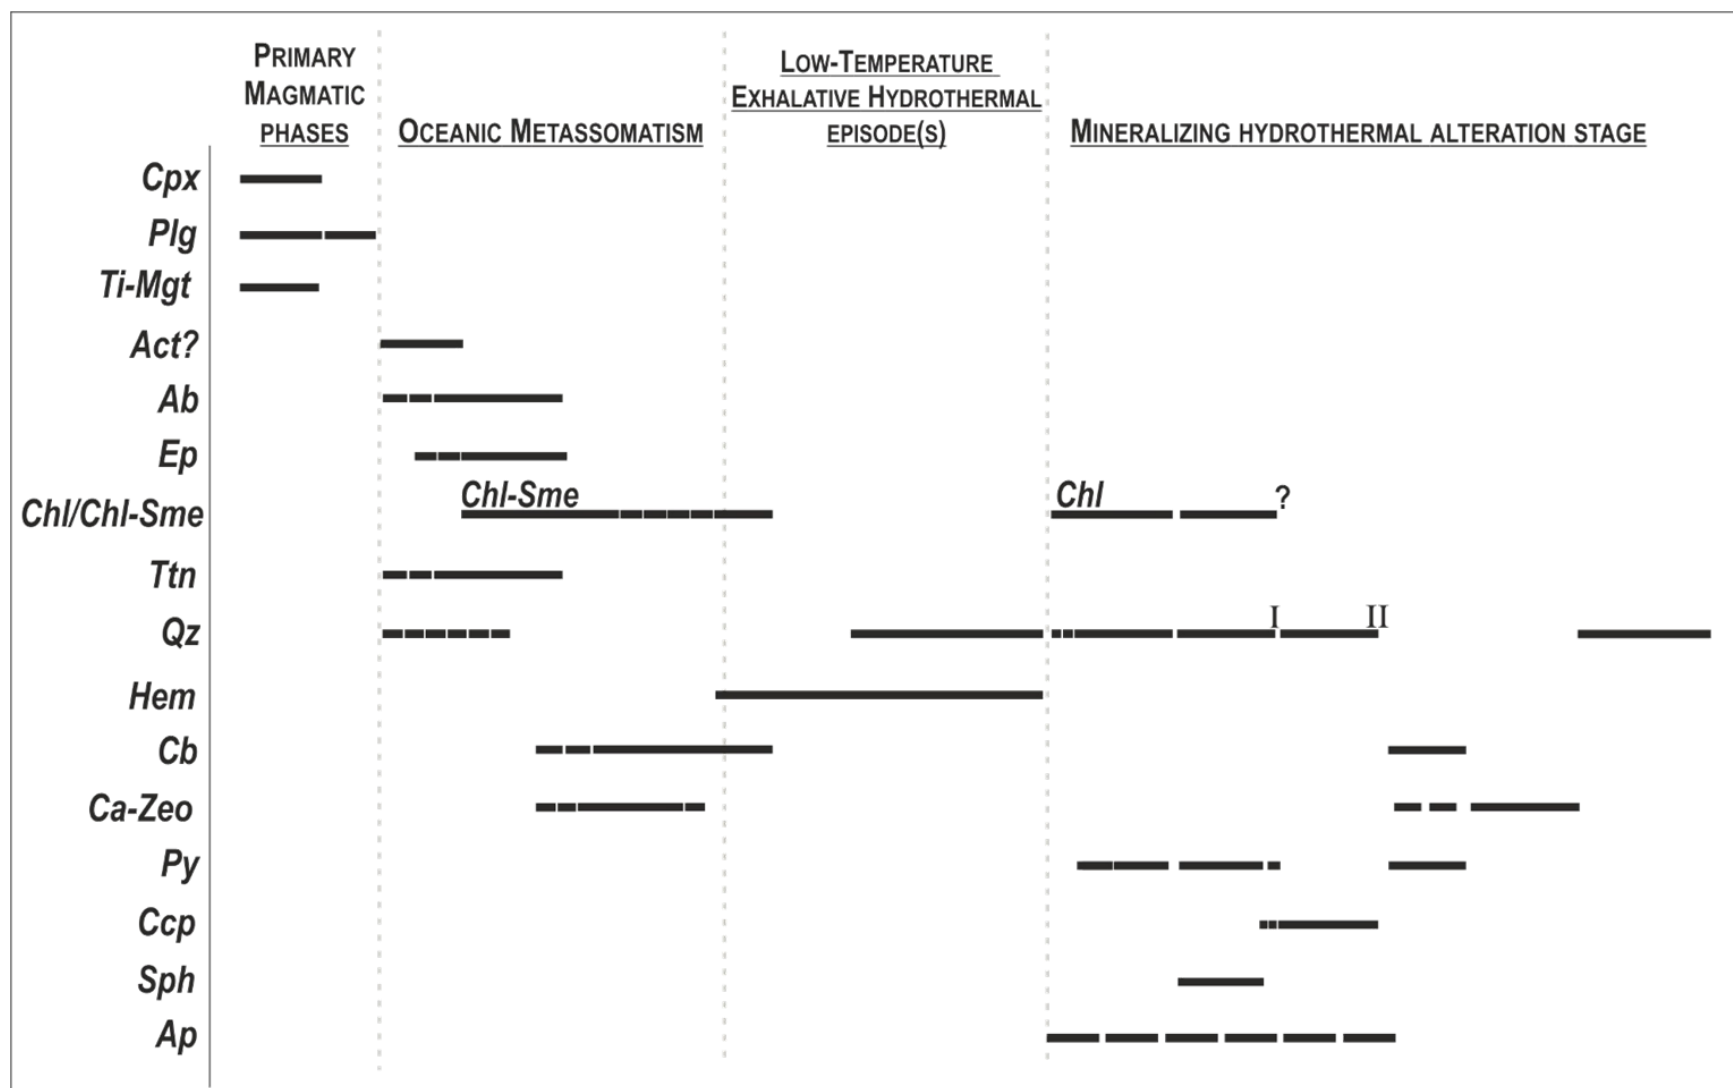 PRIMARY
MAGMATIC
PHASES
OCEANIC METASSOMATISM
LOW-TEMPERATURE
EXHALATIVE HYDROTHERMAL
EPISODE(S)
MINERALIZING HYDROTHERMAL ALTERATION STAGE
Cpx
Plg
Ti-Mgt
Act?
Ab
Ep
Chl/Chl-Sme
Chl-Sme
Chl
?
Ttn
Qz
I
II
Hem
Cb
Ca-Zeo
Py
Ccp
Sph
Ap